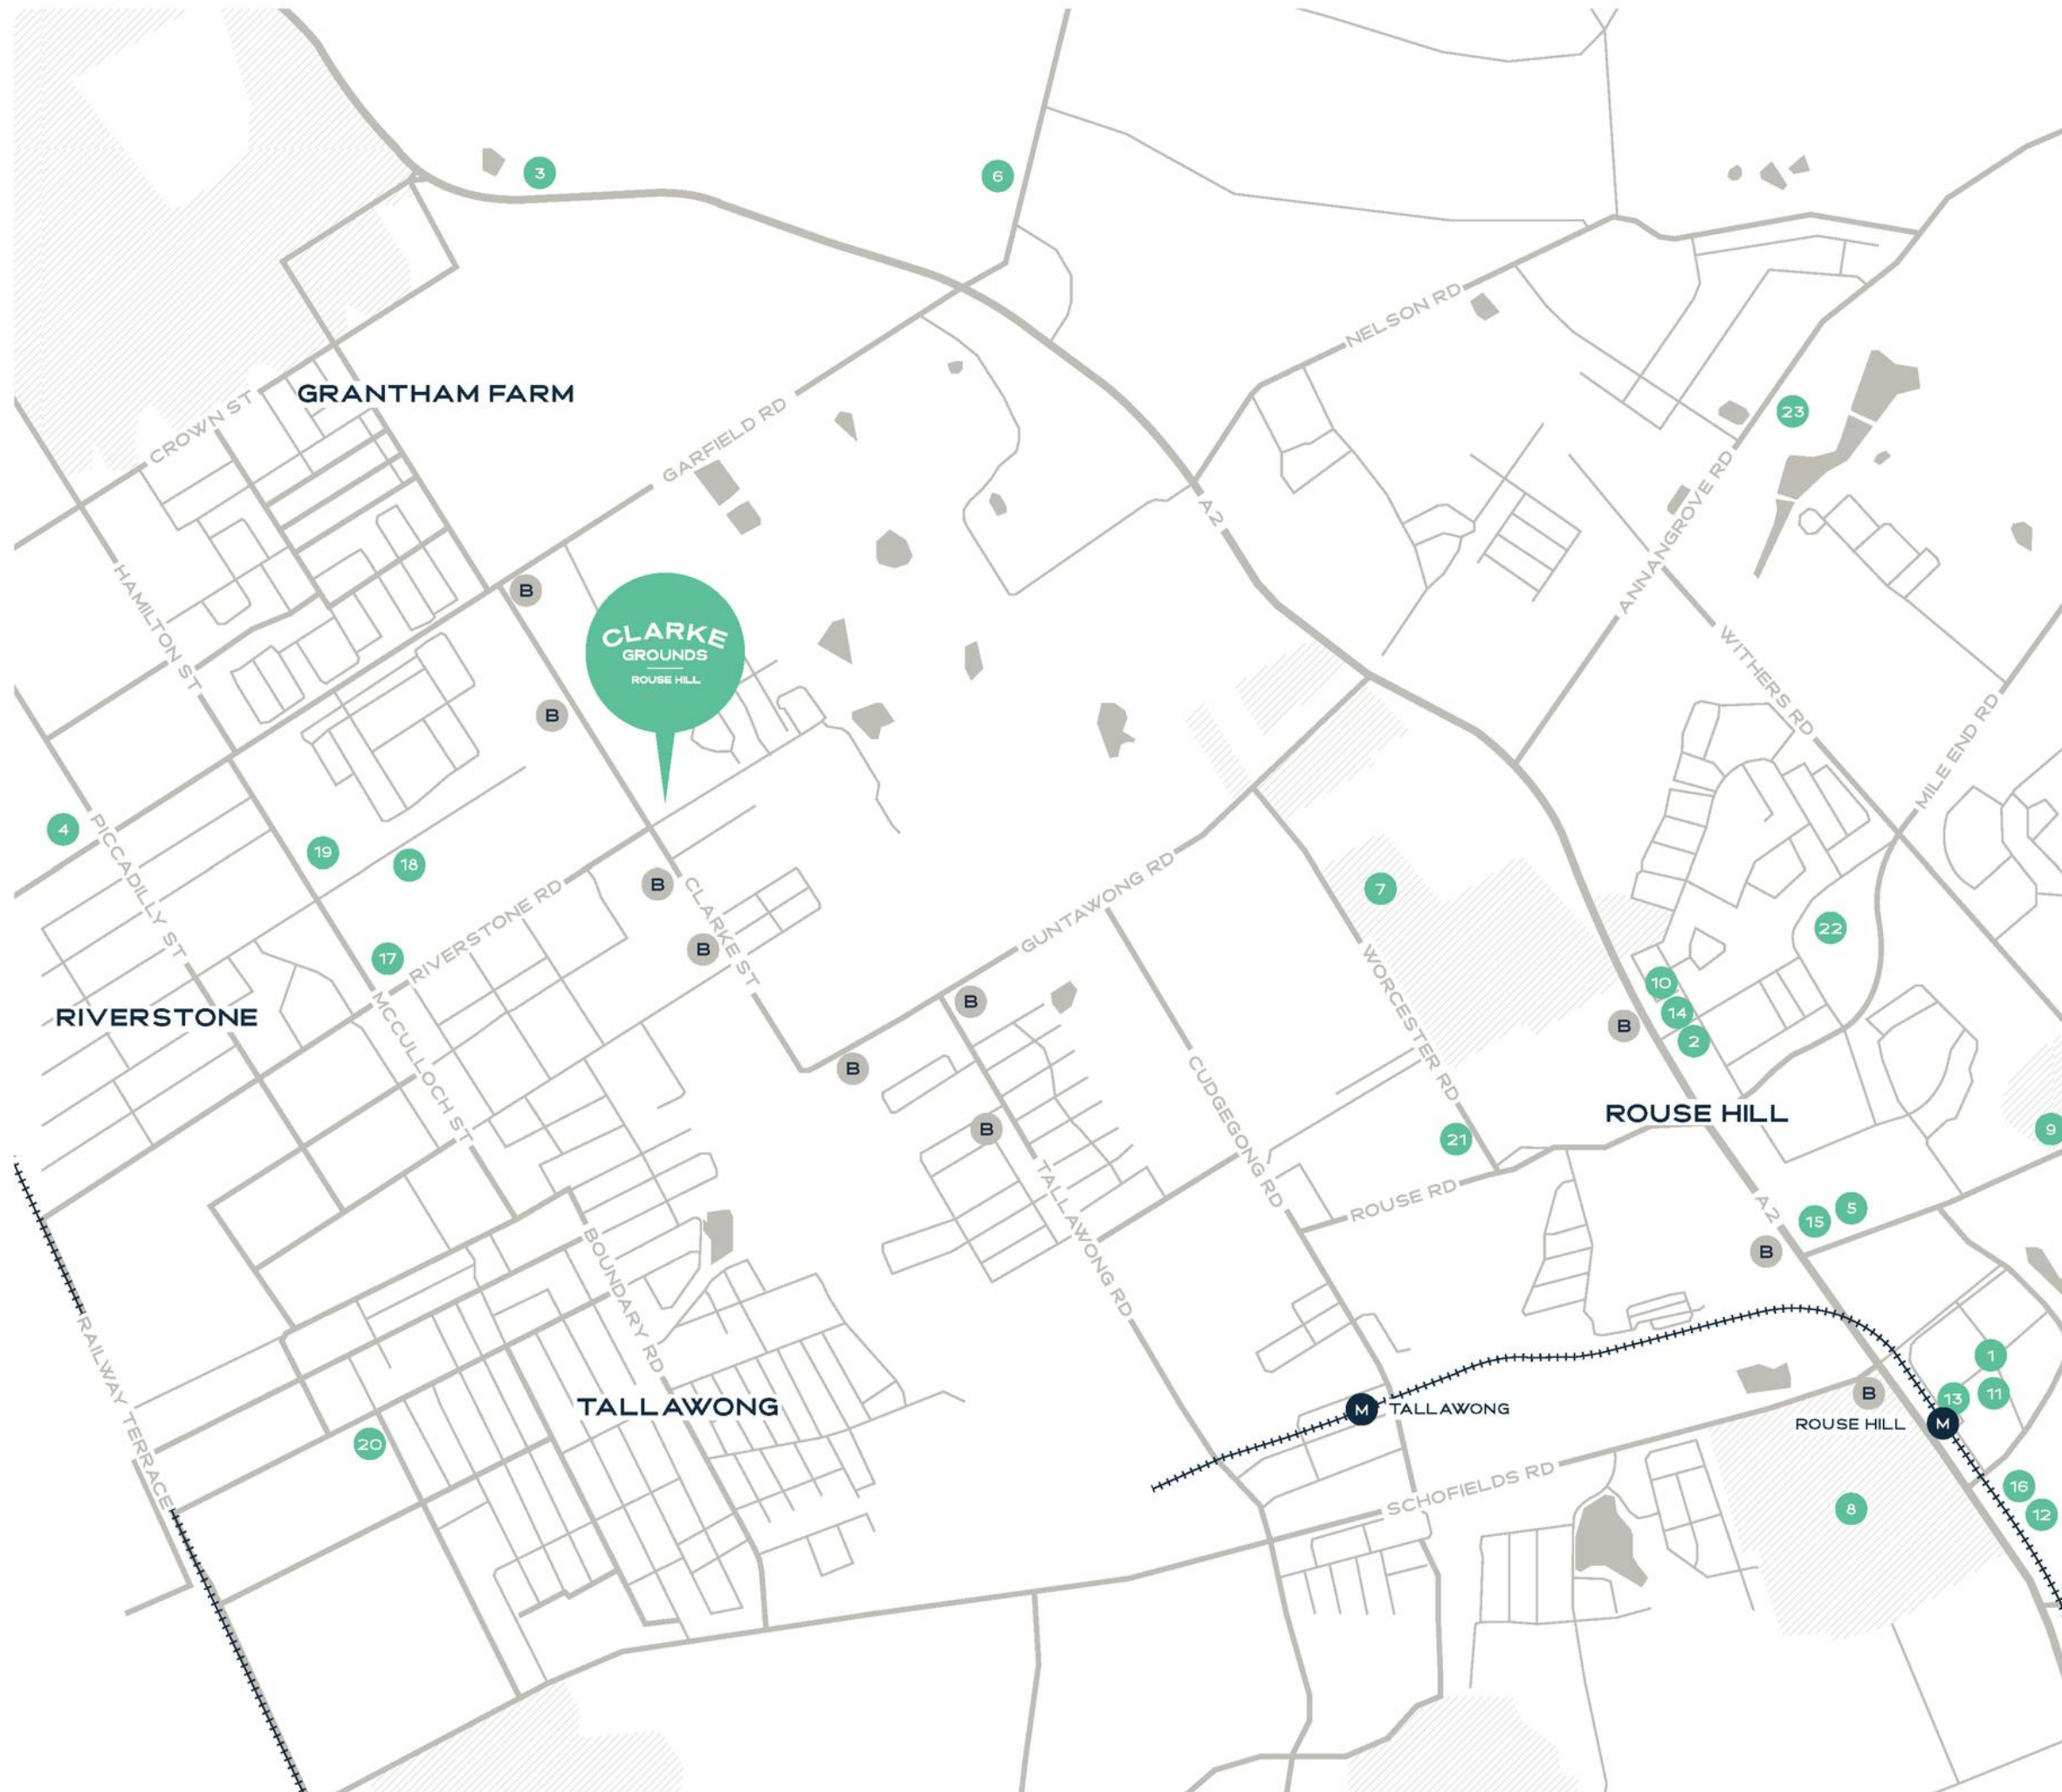 3
6
NELSON RD
GRANTHAM FARM
CROWN ST
GARFIELD RD
23
A2
ANNANGROVE RD
HAMILTON ST
B
CLARKE
GROUNDS
ROUSE HILL
WITHERS RD
B
MILE END RD
4
PICCADILLY ST
19
18
B
CLARKE ST
RIVERSTONE RD
GUNTAWONG RD
7
22
B
17
WORCESTER RD
10
14
2
B
B
RIVERSTONE
MCCULLOCH ST
B
CUDGEGONG RD
ROUSE HILL
B
21
9
TALLAWONG RD
ROUSE RD
A2
15
5
B
BOUNDARY RD
RAILWAY TERRACE
1
TALLAWONG
M
TALLAWONG
B
13
11
ROUSE HILL
M
20
SCHOFIELDS RD
16
8
12